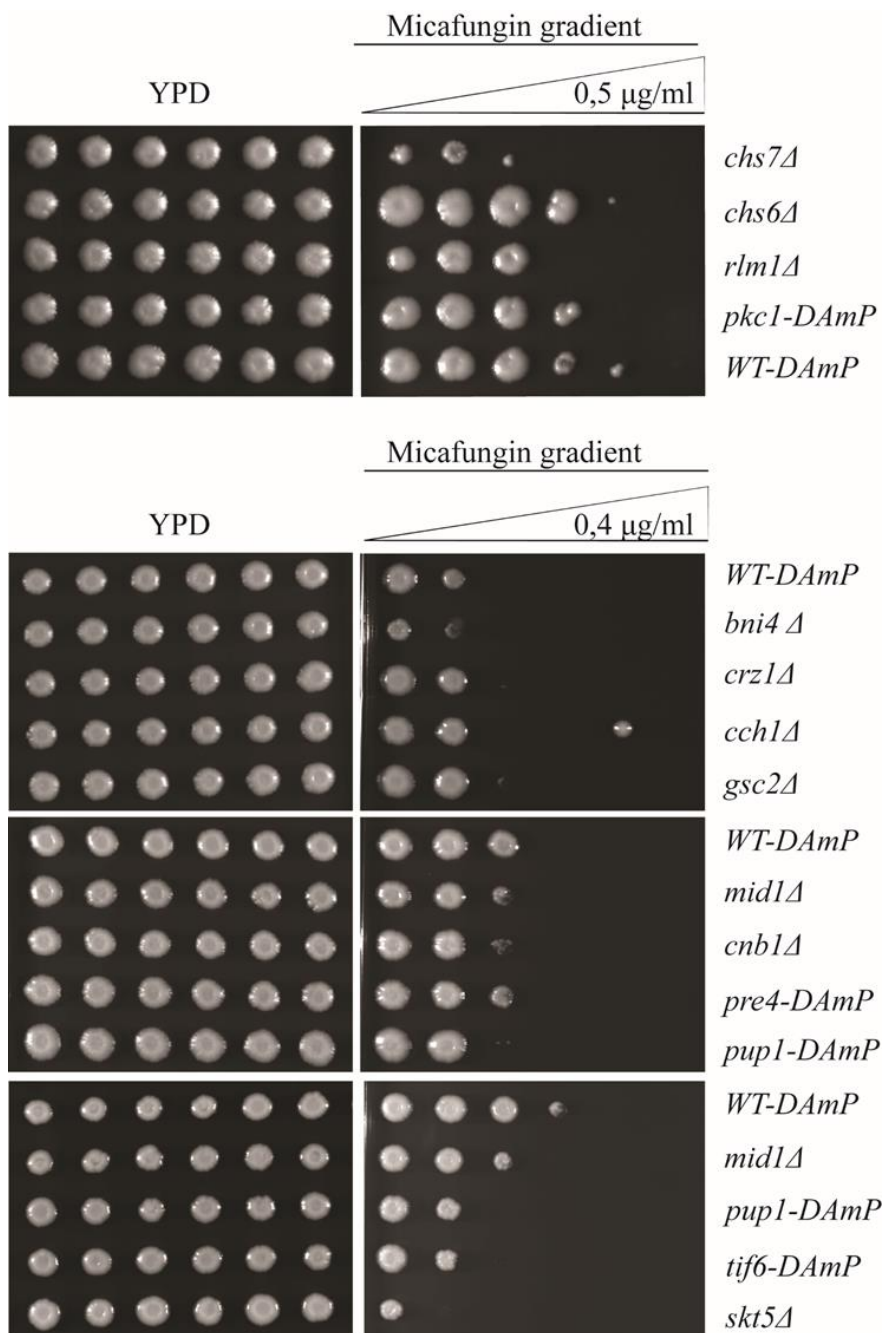 Micafungin gradient
YPD
0,5 µg/ml
chs7Δ
chs6Δ
rlm1Δ
pkc1-DAmP
WT-DAmP
Micafungin gradient
YPD
0,4 µg/ml
WT-DAmP
bni4 Δ
crz1Δ
cch1Δ
gsc2Δ
WT-DAmP
mid1Δ
cnb1Δ
pre4-DAmP
pup1-DAmP
WT-DAmP
mid1Δ
pup1-DAmP
tif6-DAmP
skt5Δ